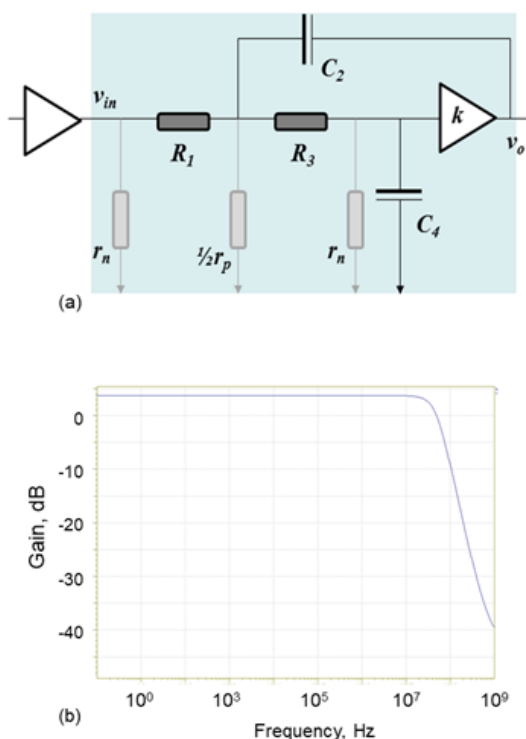 C2
vin
k
R1
R3
vo
C4
rn
½rp
rn
(a)
0
-10
-20
-30
-40
Gain, dB
10^0
10^3
10^5
10^7
10^9
(b)
Frequency, Hz